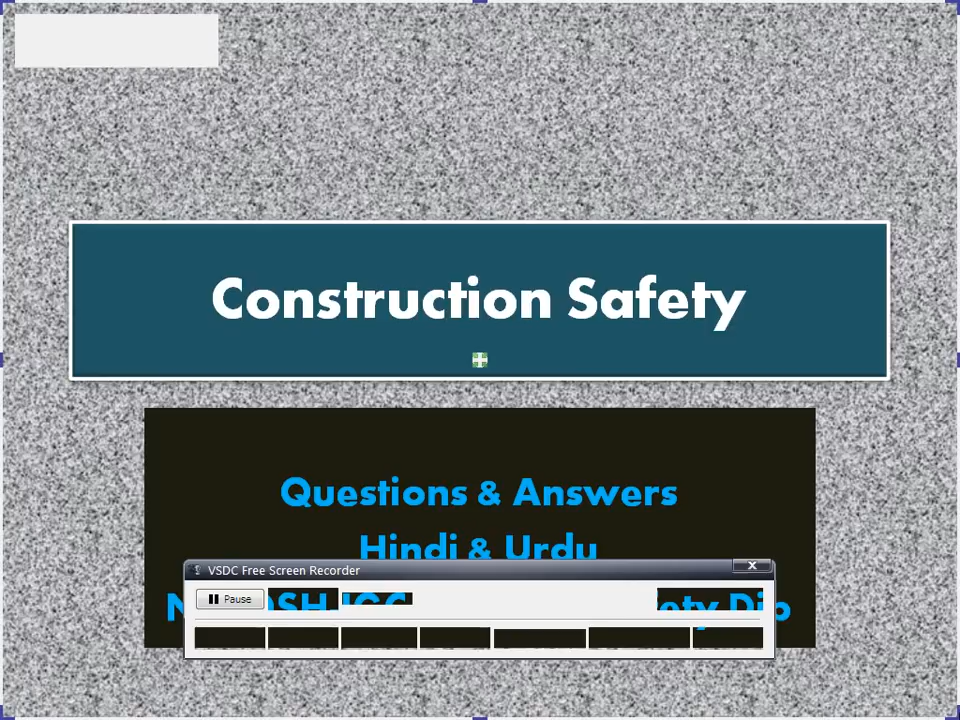 Construction Safety
Questions & Answers
Hindi & Urdu
VSDC Free Screen Recorder
Pause